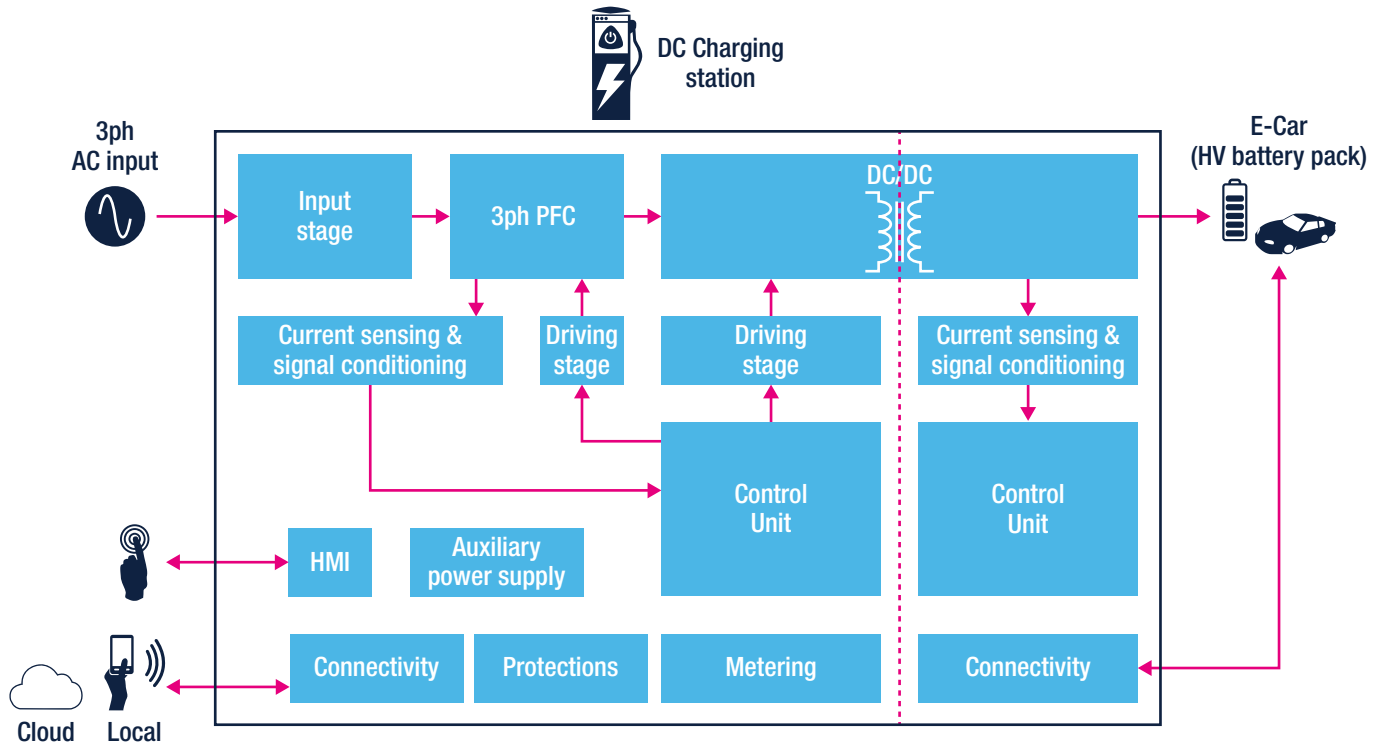 DC Charging
station
3ph
AC input
E-Car
(HV battery pack)
Input
stage
3ph PFC
DC/DC
Current sensing &
signal conditioning
Driving
stage
Driving
stage
Current sensing &
signal conditioning
Control
Unit
Control
Unit
HMI
Auxiliary
power supply
Connectivity
Protections
Metering
Connectivity
Cloud
Local